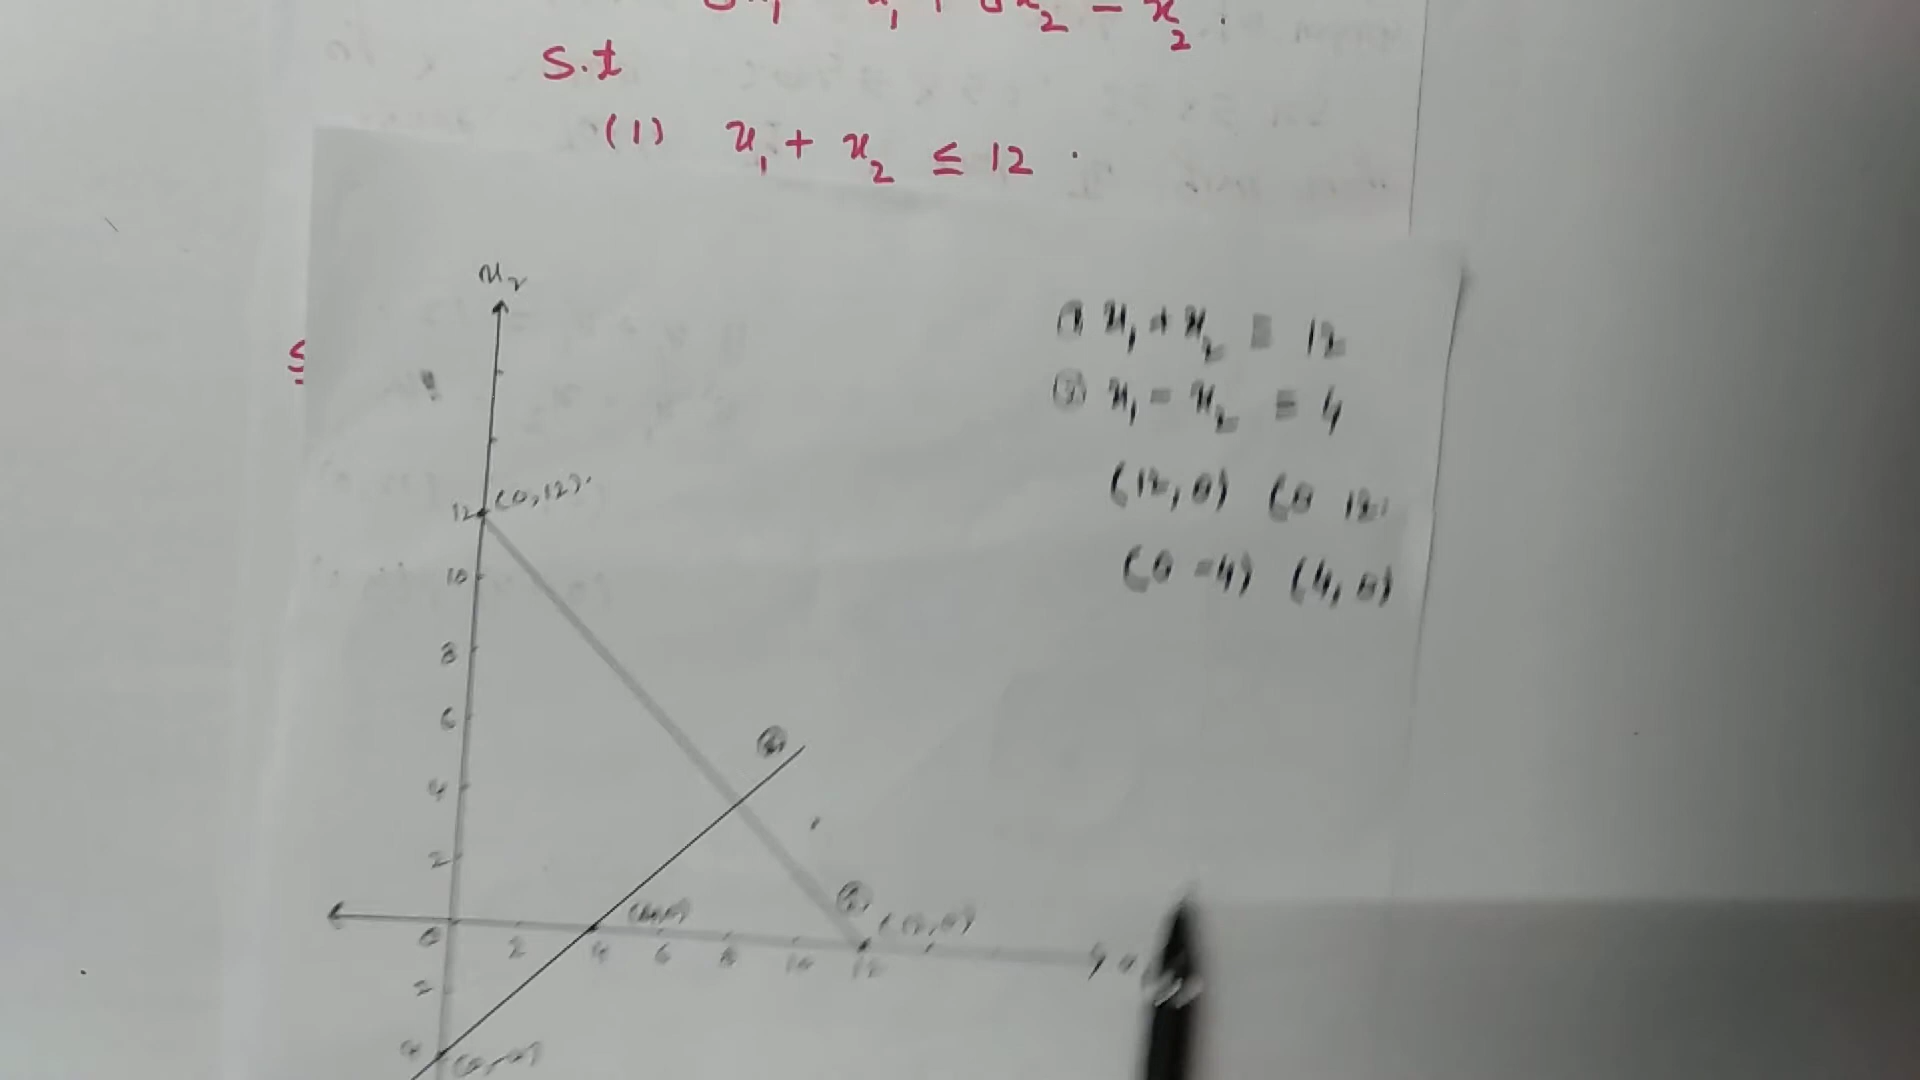 s.t
(1) x₁ + x₂ ≤ 12
x₂
≤
① x₁ + x₂ = 12
② x₁ - x₂ = 4
(12, 0) (0 12)
(0 -4) (4, 0)
12 (0, 12)
10
8
6
4
2
0 2 4 6 8 10 12
(4,0)
(12, 0)
2
4